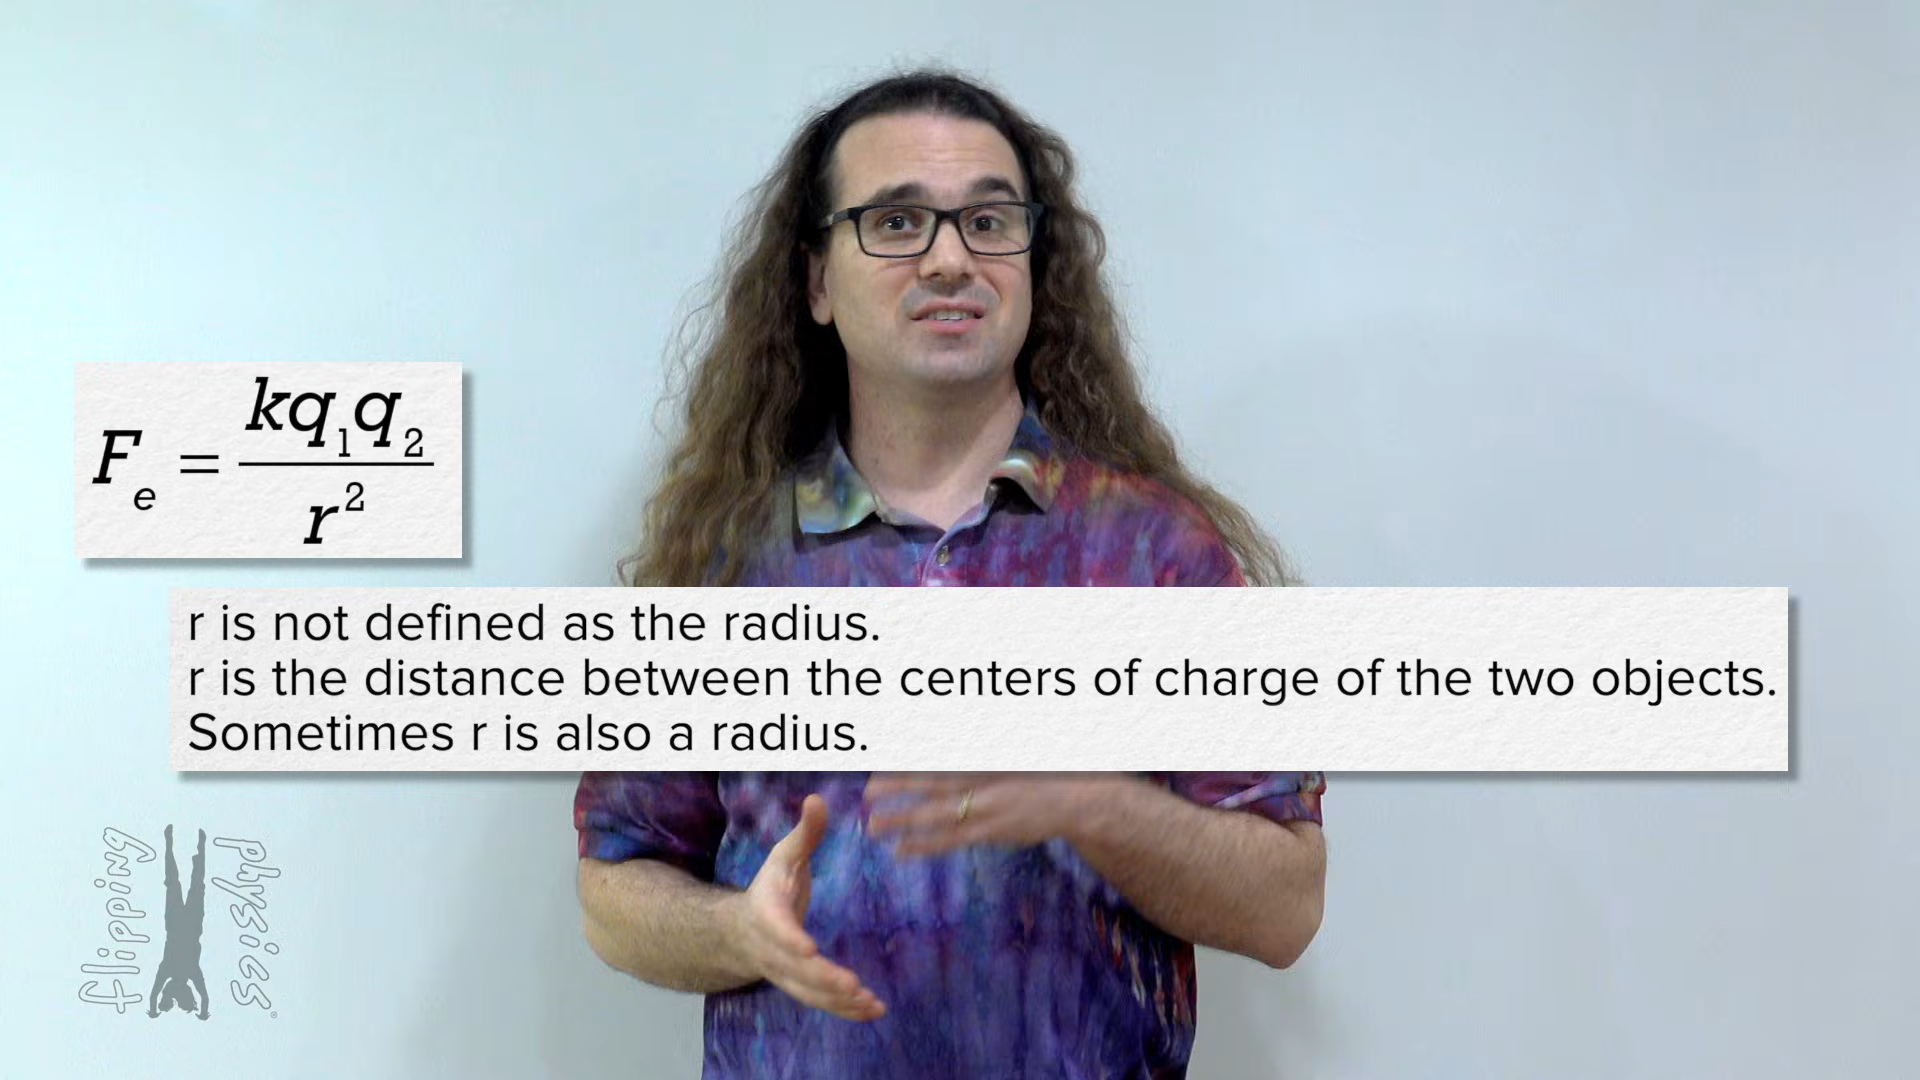 F_e = kq_1q_2 / r^2
r is not defined as the radius.
r is the distance between the centers of charge of the two objects.
Sometimes r is also a radius.
flipping physics